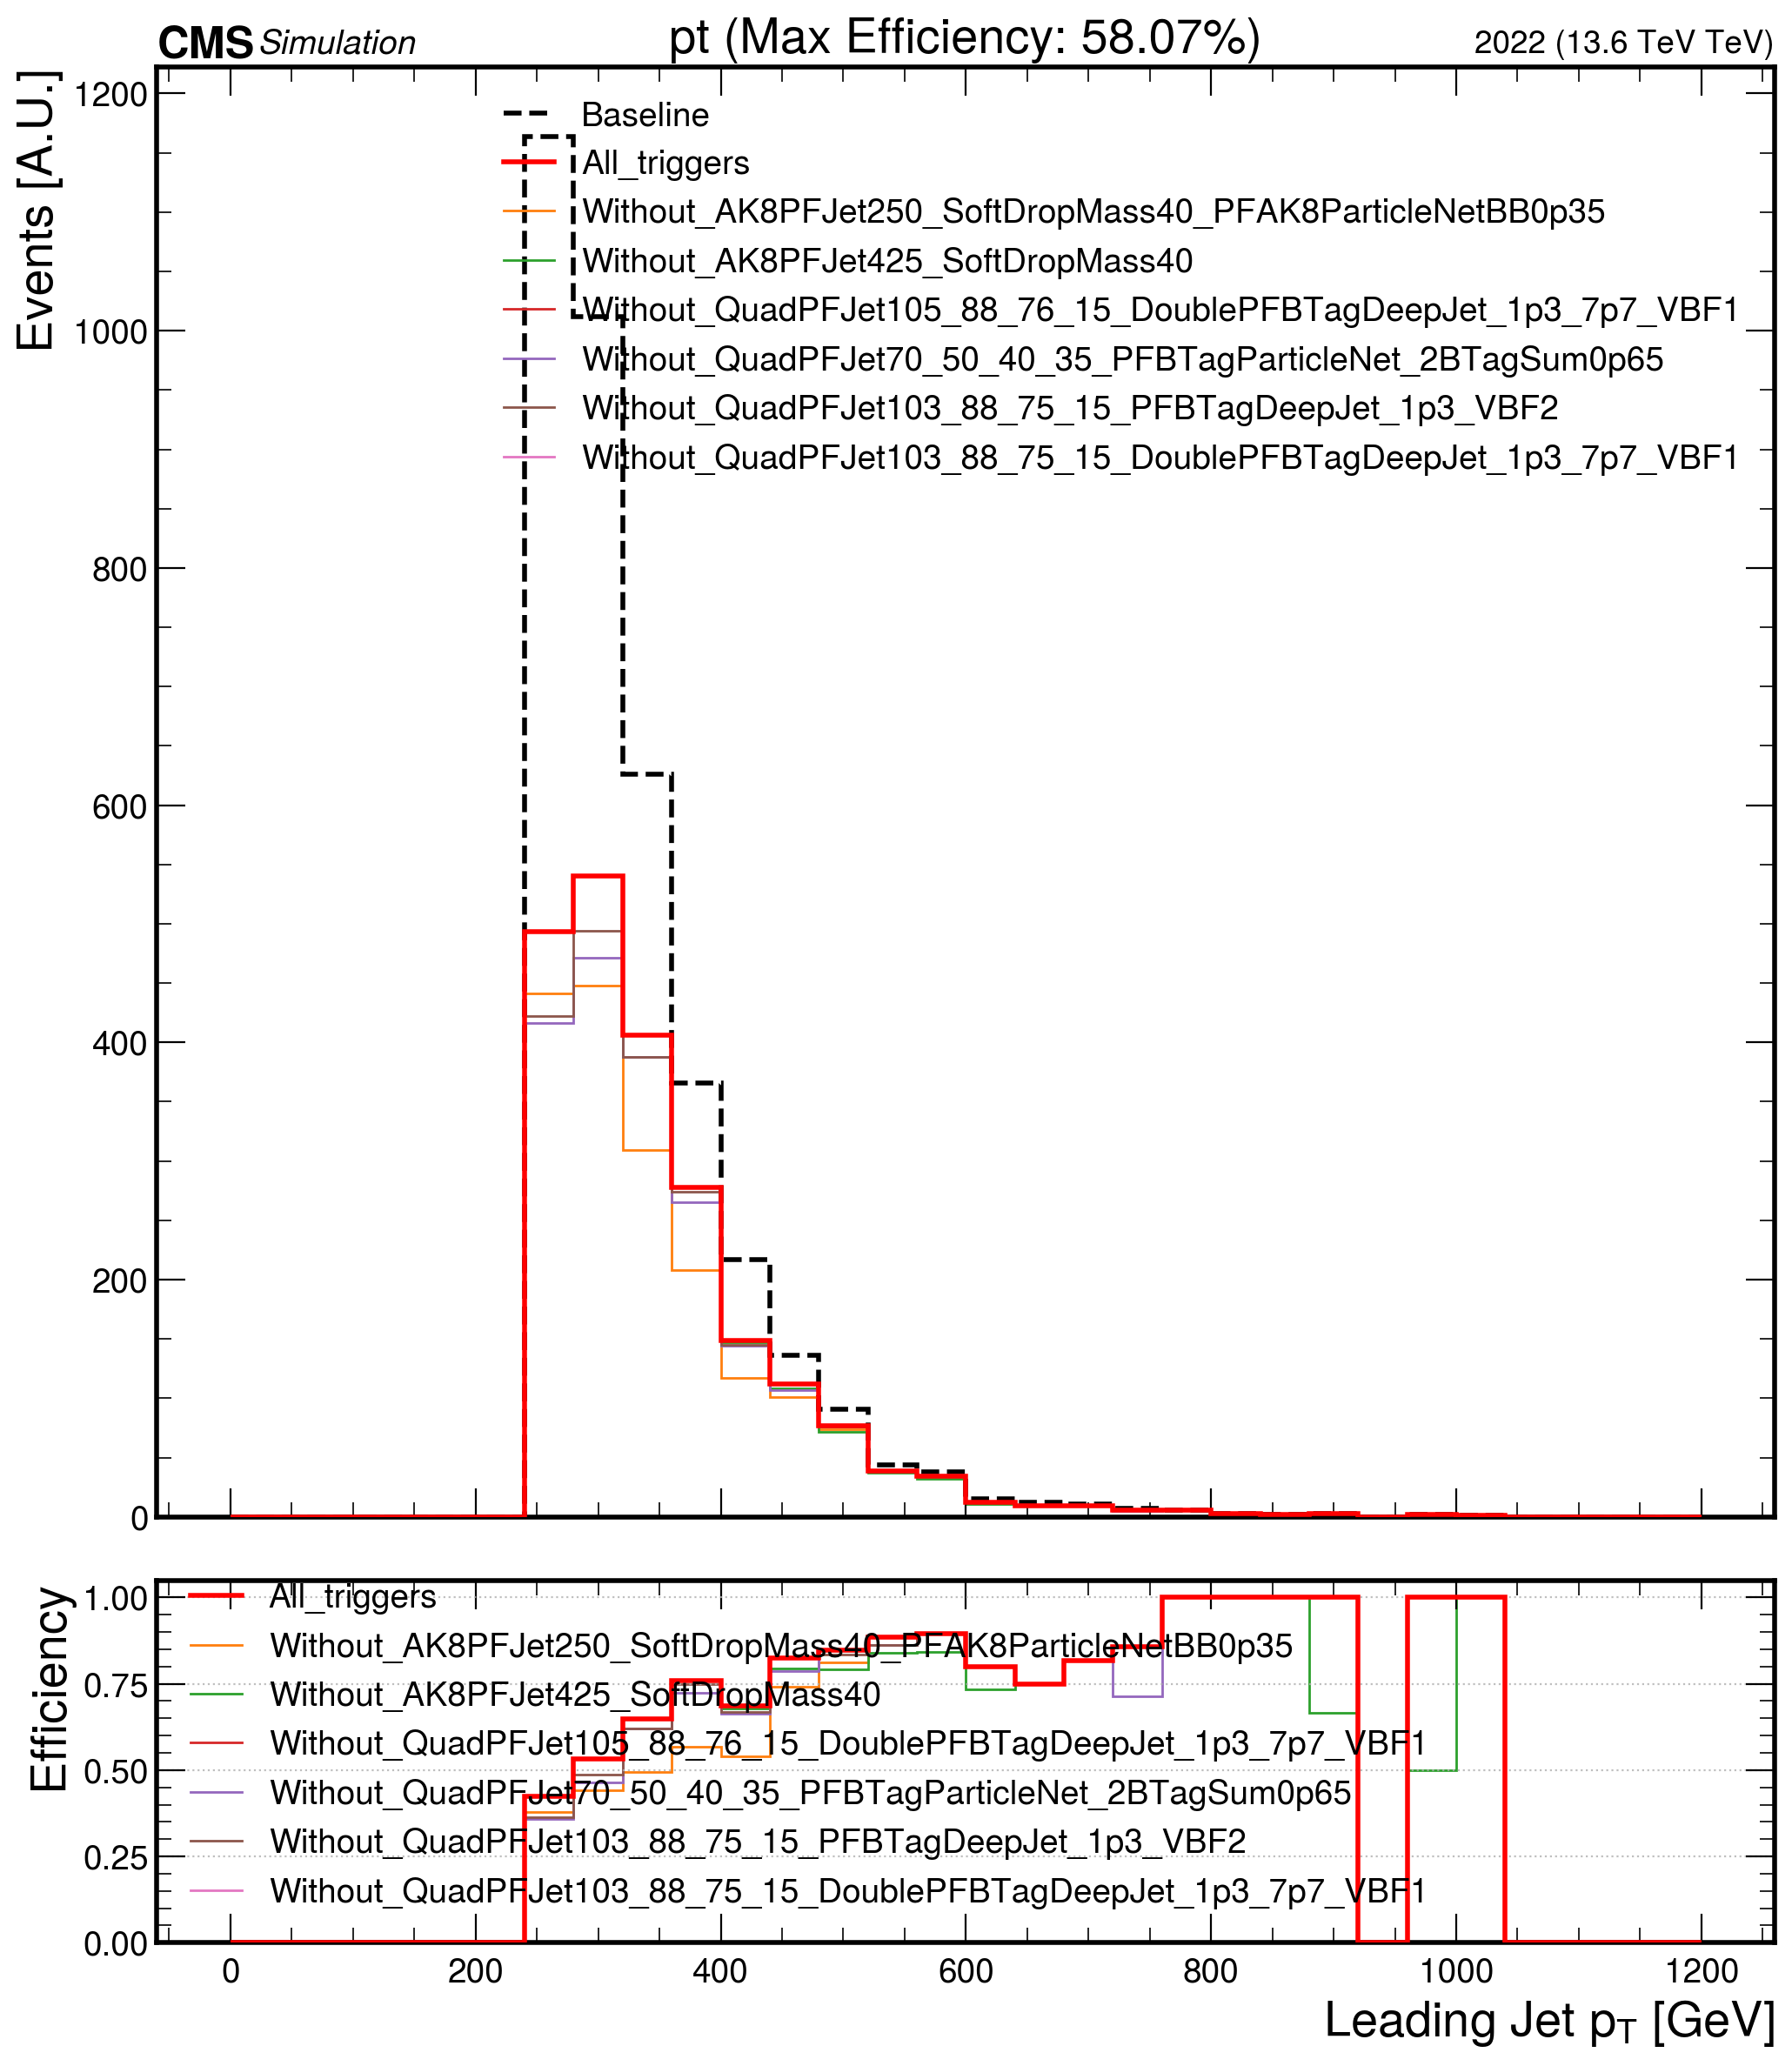 CMS Simulation pt (Max Efficiency: 58.07%) 2022 (13.6 TeV TeV)
Events [A.U.]
1200
1000
800
600
400
200
0
Baseline
All_triggers
Without_AK8PFJet250_SoftDropMass40_PFAK8ParticleNetBB0p35
Without_AK8PFJet425_SoftDropMass40
Without_QuadPFJet105_88_76_15_DoublePFBTagDeepJet_1p3_7p7_VBF1
Without_QuadPFJet70_50_40_35_PFBTagParticleNet_2BTagSum0p65
Without_QuadPFJet103_88_75_15_PFBTagDeepJet_1p3_VBF2
Without_QuadPFJet103_88_75_15_DoublePFBTagDeepJet_1p3_7p7_VBF1
Efficiency
1.00
0.75
0.50
0.25
0.00
All_triggers
Without_AK8PFJet250_SoftDropMass40_PFAK8ParticleNetBB0p35
Without_AK8PFJet425_SoftDropMass40
Without_QuadPFJet105_88_76_15_DoublePFBTagDeepJet_1p3_7p7_VBF1
Without_QuadPFJet70_50_40_35_PFBTagParticleNet_2BTagSum0p65
Without_QuadPFJet103_88_75_15_PFBTagDeepJet_1p3_VBF2
Without_QuadPFJet103_88_75_15_DoublePFBTagDeepJet_1p3_7p7_VBF1
0 200 400 600 800 1000 1200
Leading Jet pT [GeV]